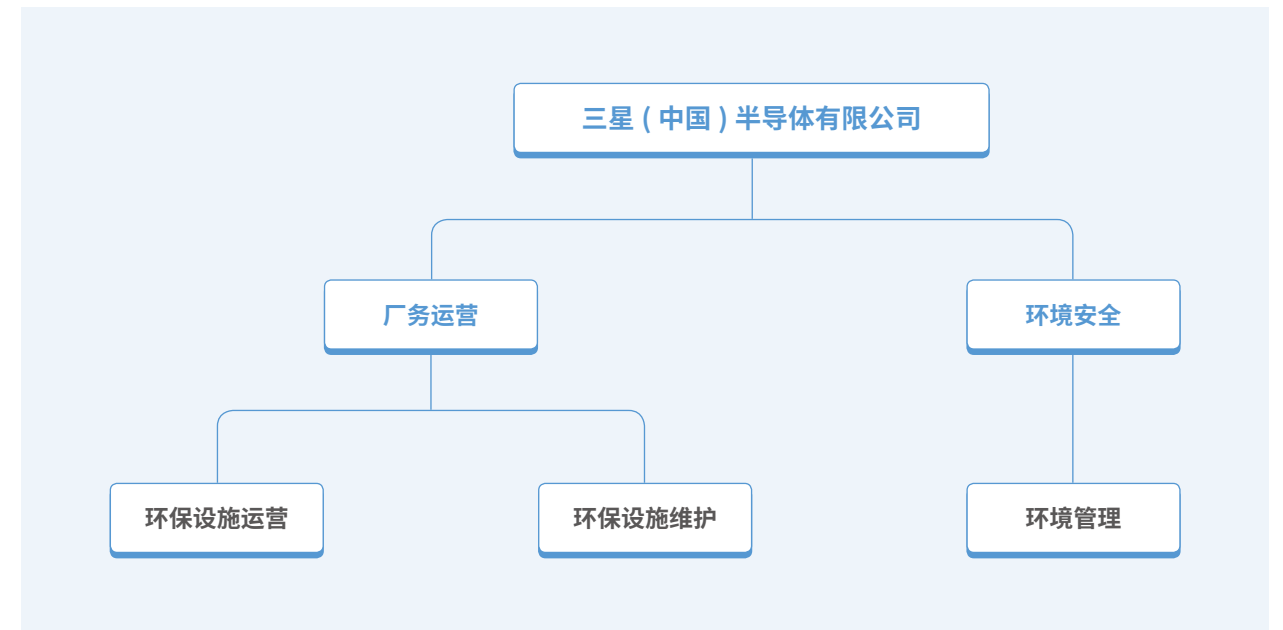 三星 ( 中国 ) 半导体有限公司
厂务运营
环境安全
环保设施运营
环保设施维护
环境管理